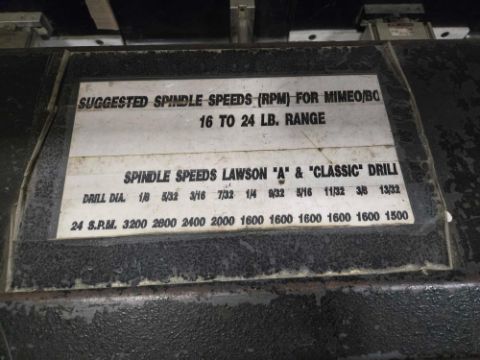 SUGGESTED SPINDLE SPEEDS (RPM) FOR MIMEO/BO
16 TO 24 LB. RANGE
SPINDLE SPEEDS LAWSON "A" & "CLASSIC" DRILL
DRILL DIA. 1/8 5/32 3/16 7/32 1/4 9/32 5/16 11/32 3/8 13/32
24 S.P.M. 3200 2800 2400 2000 1600 1600 1600 1600 1600 1500